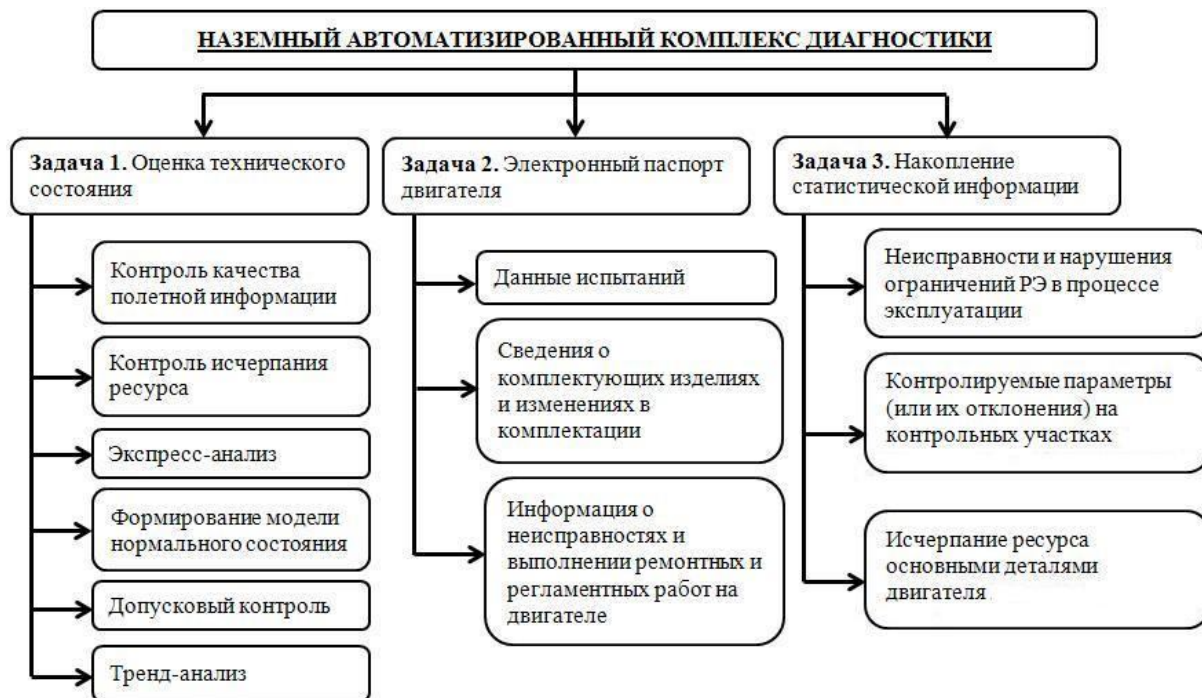 НАЗЕМНЫЙ АВТОМАТИЗИРОВАННЫЙ КОМПЛЕКС ДИАГНОСТИКИ
Задача 1. Оценка технического
состояния
Контроль качества
полетной информации
Контроль исчерпания
ресурса
Экспресс-анализ
Формирование модели
нормального состояния
Допусковый контроль
Тренд-анализ
Задача 2. Электронный паспорт
двигателя
Данные испытаний
Сведения о
комплектующих изделиях
и изменениях в
комплектации
Информация о
неисправностях и
выполнении ремонтных и
регламентных работ на
двигателе
Задача 3. Накопление
статистической информации
Неисправности и нарушения
ограничений РЭ в процессе
эксплуатации
Контролируемые параметры
(или их отклонения) на
контрольных участках
Исчерпание ресурса
основными деталями
двигателя